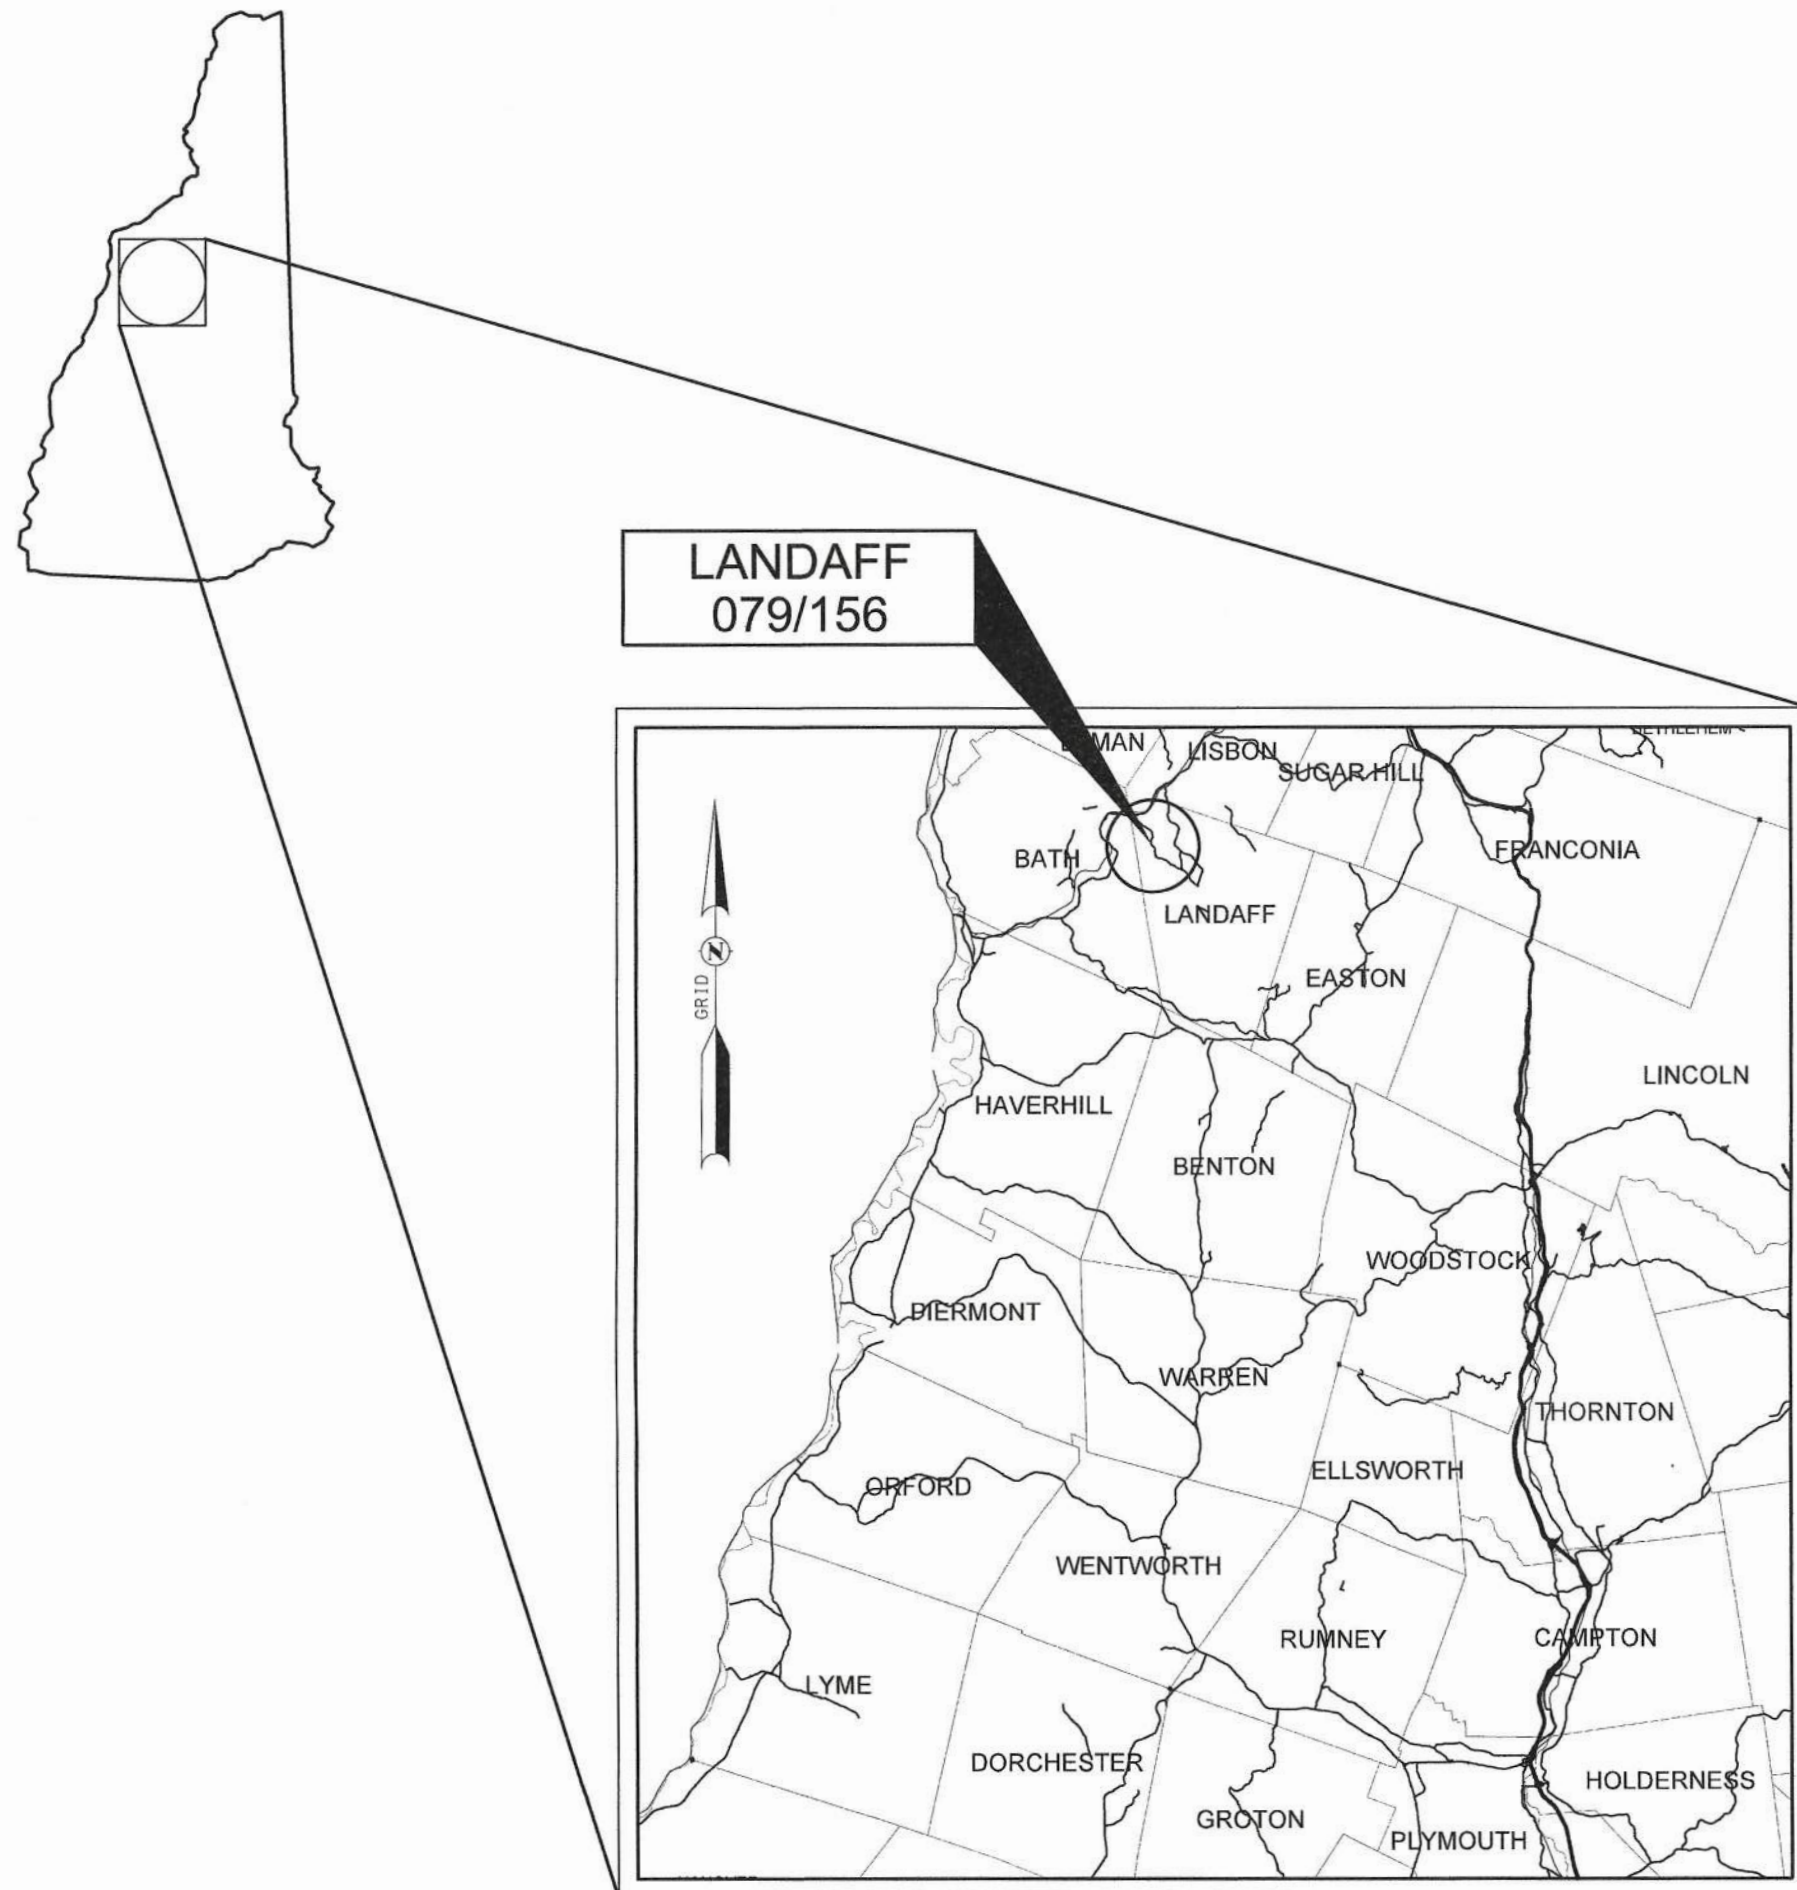 LANDAFF
079/156
LISBON
SUGAR HILL
BATH
FRANCONIA
LANDAFF
EASTON
N
GRID
LINCOLN
HAVERHILL
BENTON
WOODSTOCK
PIERMONT
WARREN
THORNTON
ELLSWORTH
ORFORD
WENTWORTH
RUMNEY
CAMPTON
LYME
DORCHESTER
HOLDERNESS
GROTON
PLYMOUTH